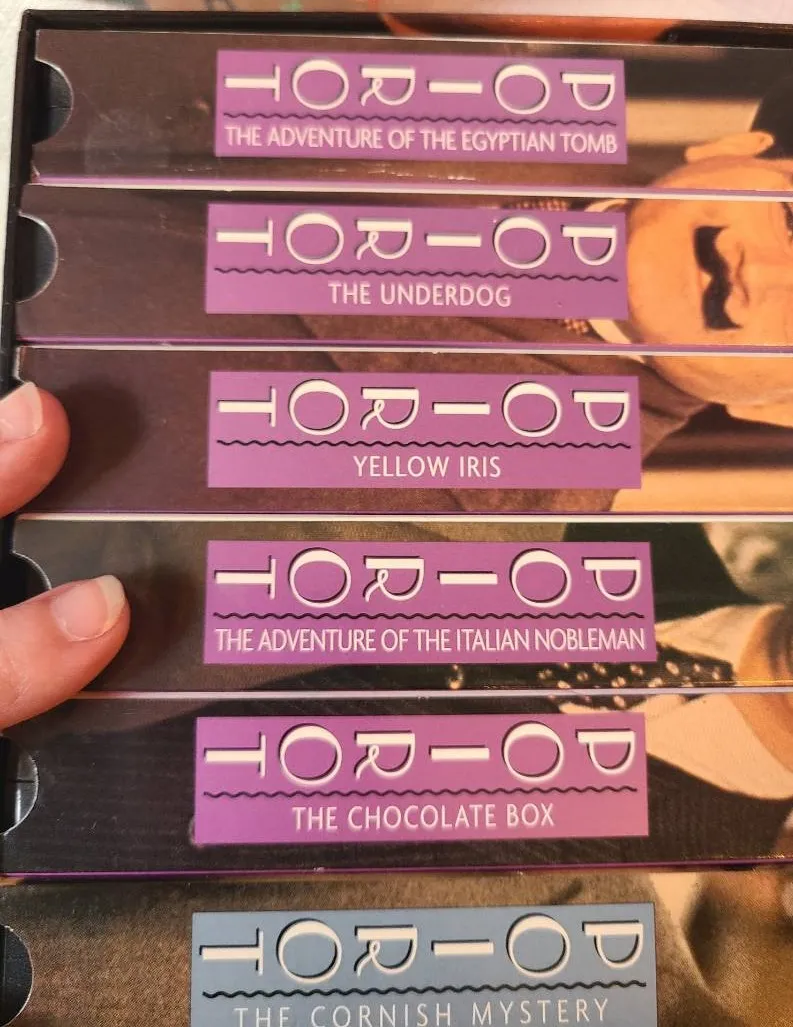 POIROT
THE ADVENTURE OF THE EGYPTIAN TOMB
POIROT
THE UNDERDOG
POIROT
YELLOW IRIS
POIROT
THE ADVENTURE OF THE ITALIAN NOBLEMAN
POIROT
THE CHOCOLATE BOX
POIROT
THE CORNISH MYSTERY